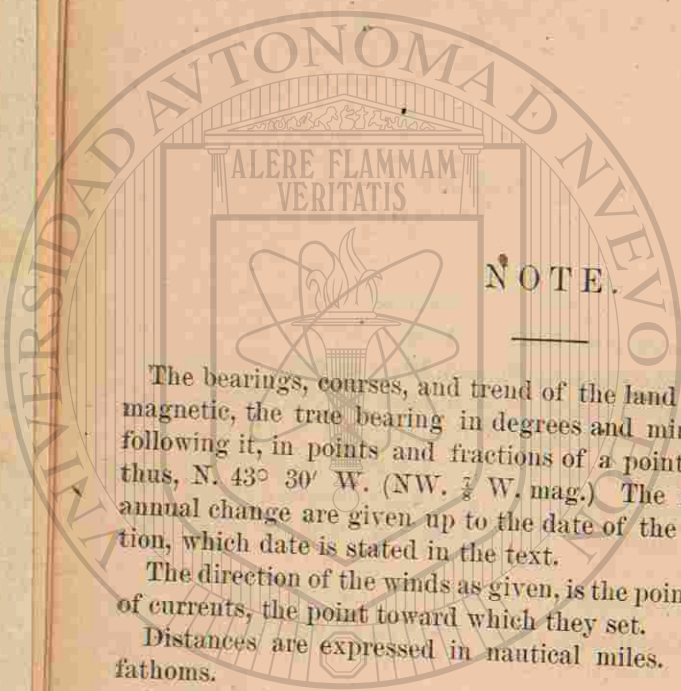 NOTE.
The bearings, courses, and trend of the land
magnetic, the true bearing in degrees and
following it, in points and fractions of a point
thus, N. 43° 30′ W. (NW. ⅞ W. mag.) The
annual change are given up to the date of the
tion, which date is stated in the text.
The direction of the winds as given, is the
of currents, the point toward which they set.
Distances are expressed in nautical miles.
fathoms.
VNIVERSIDAD AVTONOMA D NVEVO
ALERE FLAMMAM
VERITATIS